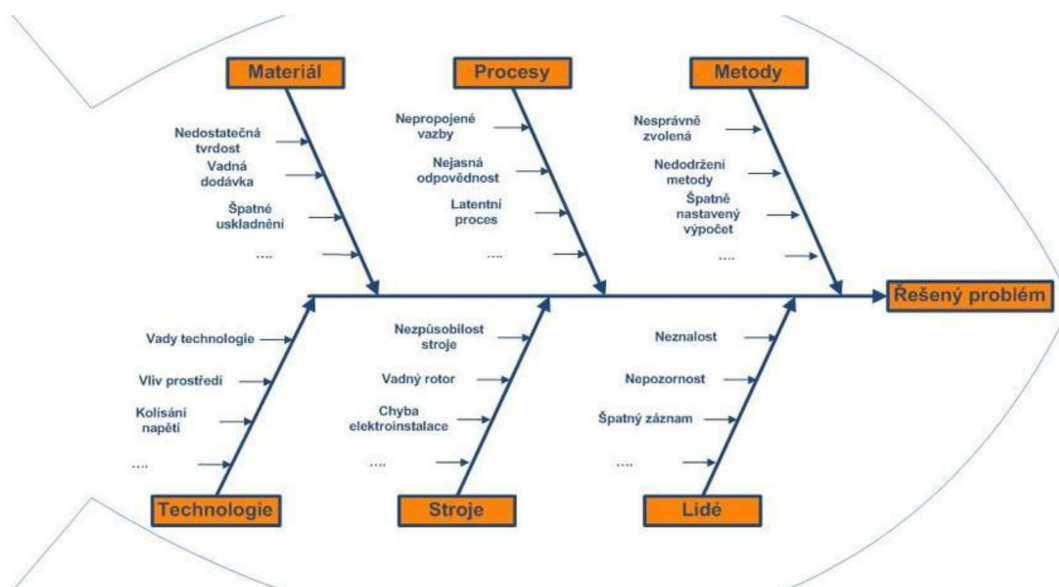 Materiál
Procesy
Metody
Nedostatečná
tvrdost
Vadná
dodávka
Špatné
uskladnění
....
Nepropojené
vazby
Nejasná
odpovědnost
Latentní
proces
....
Nesprávně
zvolená
Nedodržení
metody
Špatně
nastavený
výpočet
....
Řešený problém
Vady technologie
Vliv prostředí
Kolísání
napětí
....
Nezpůsobilost
stroje
Vadný rotor
Chyba
elektroinstalace
....
Neznalost
Nepozornost
Špatný záznam
....
Technologie
Stroje
Lidé